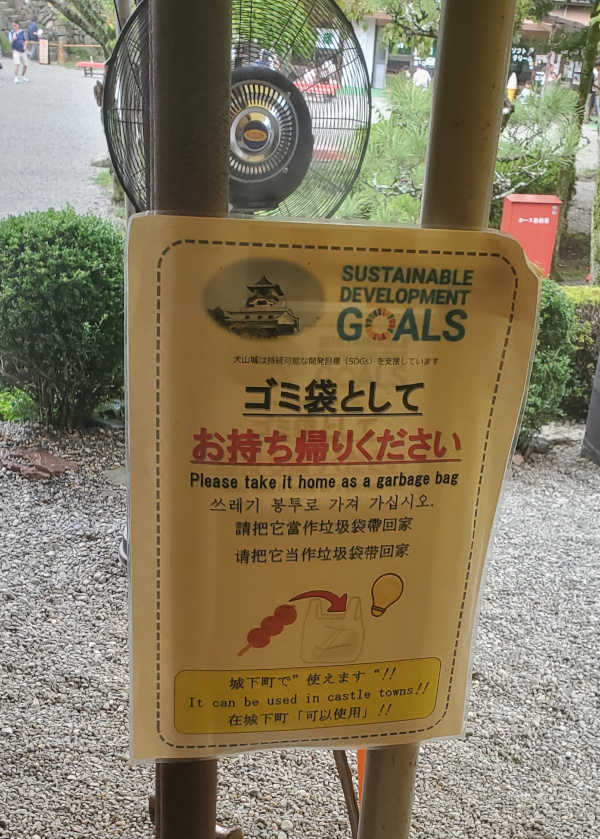 SUSTAINABLE
DEVELOPMENT
GOALS
犬山城は持続可能な開発目標（SDGs）を支援しています
ゴミ袋として
お持ち帰りください
Please take it home as a garbage bag
쓰레기 봉투로 가져 가십시오.
請把它當作垃圾袋帶回家
请把它当作垃圾袋带回家
城下町で”使えます“!!
It can be used in castle towns!!
在城下町「可以使用」!!